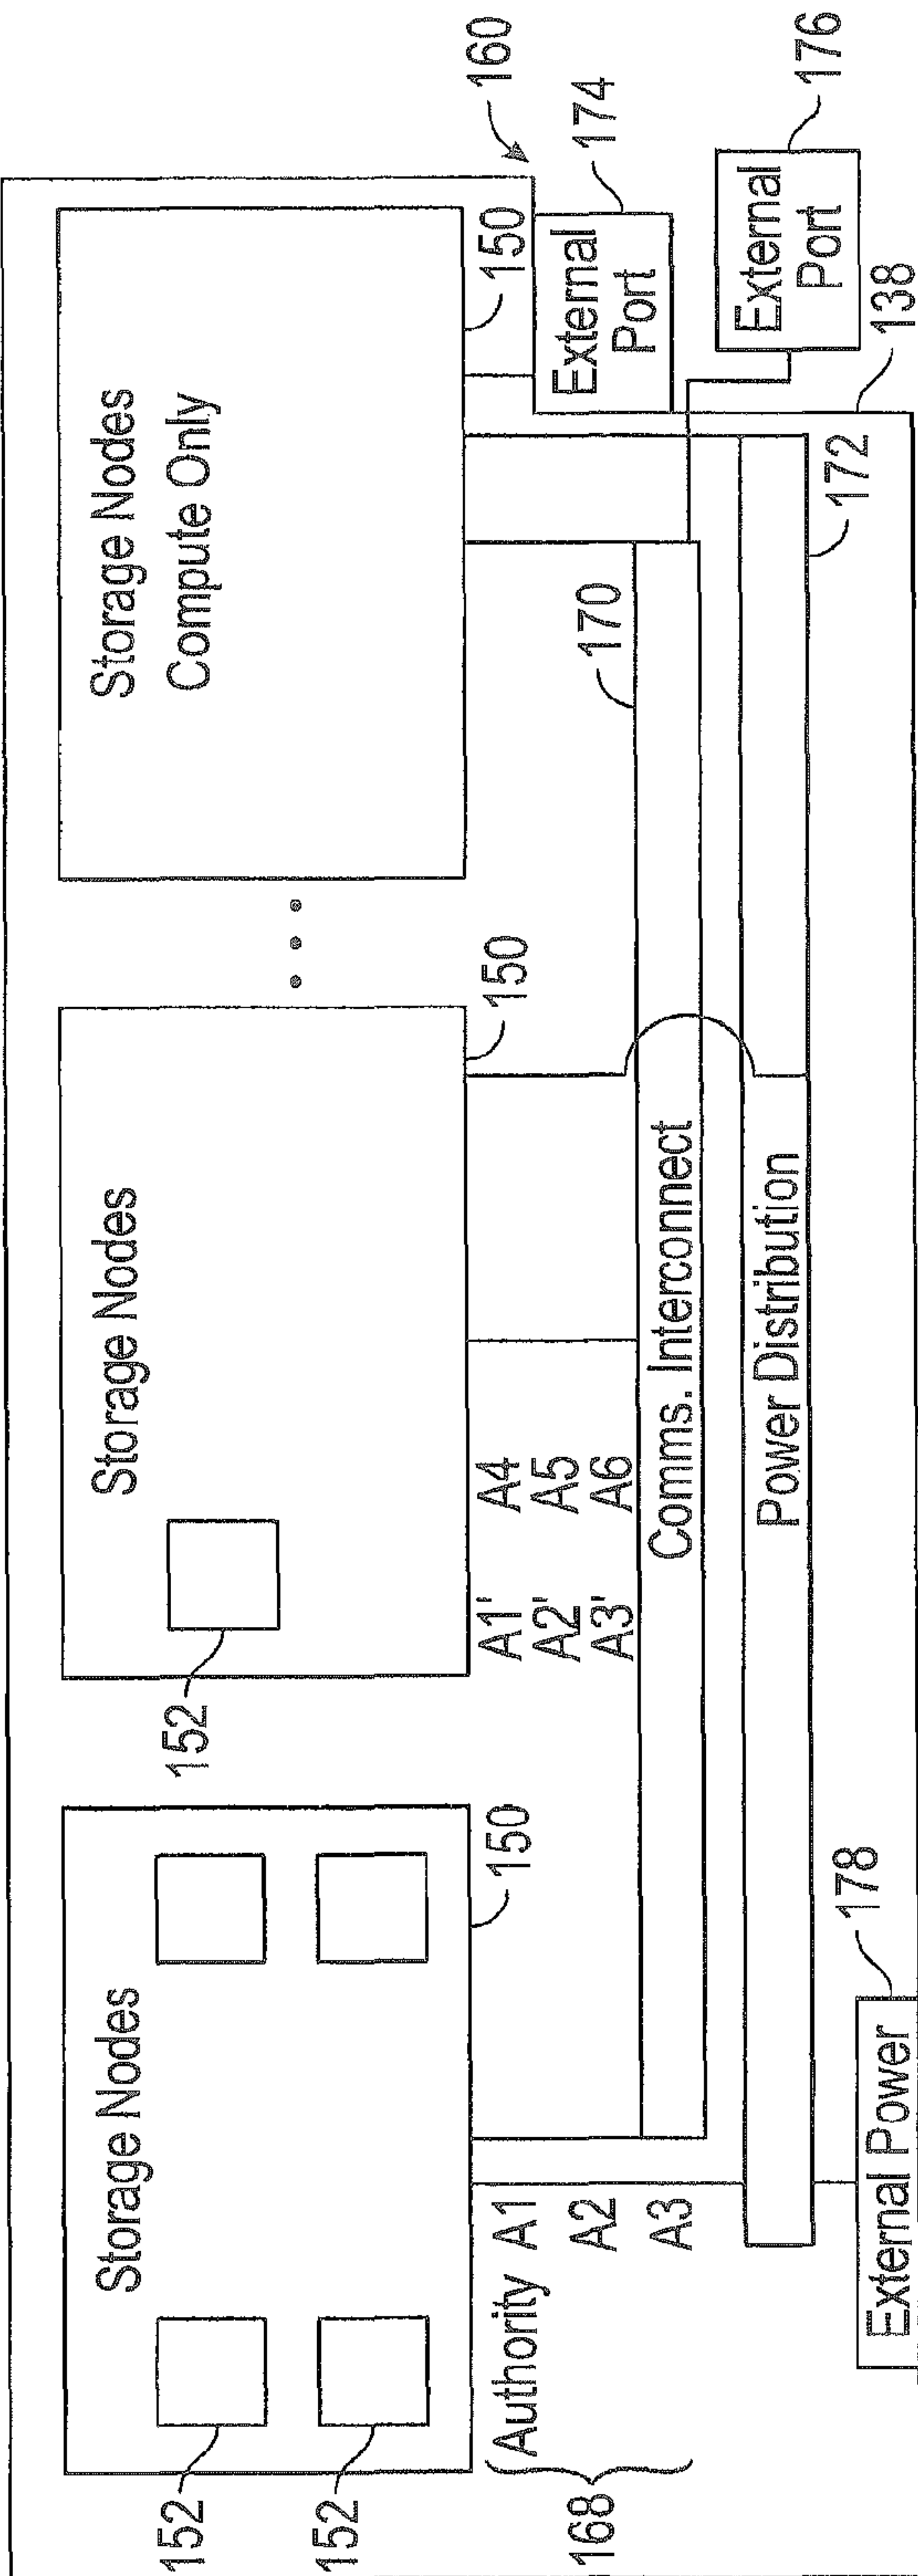 160
Storage Nodes
Storage Nodes
Storage Nodes
Compute Only
152
152
152
150
150
150
168
Authority A1
A2
A3
A1' A4
A2' A5
A3' A6
170
External
Port
174
Comms. Interconnect
Power Distribution
172
External
Port
176
138
External Power
178